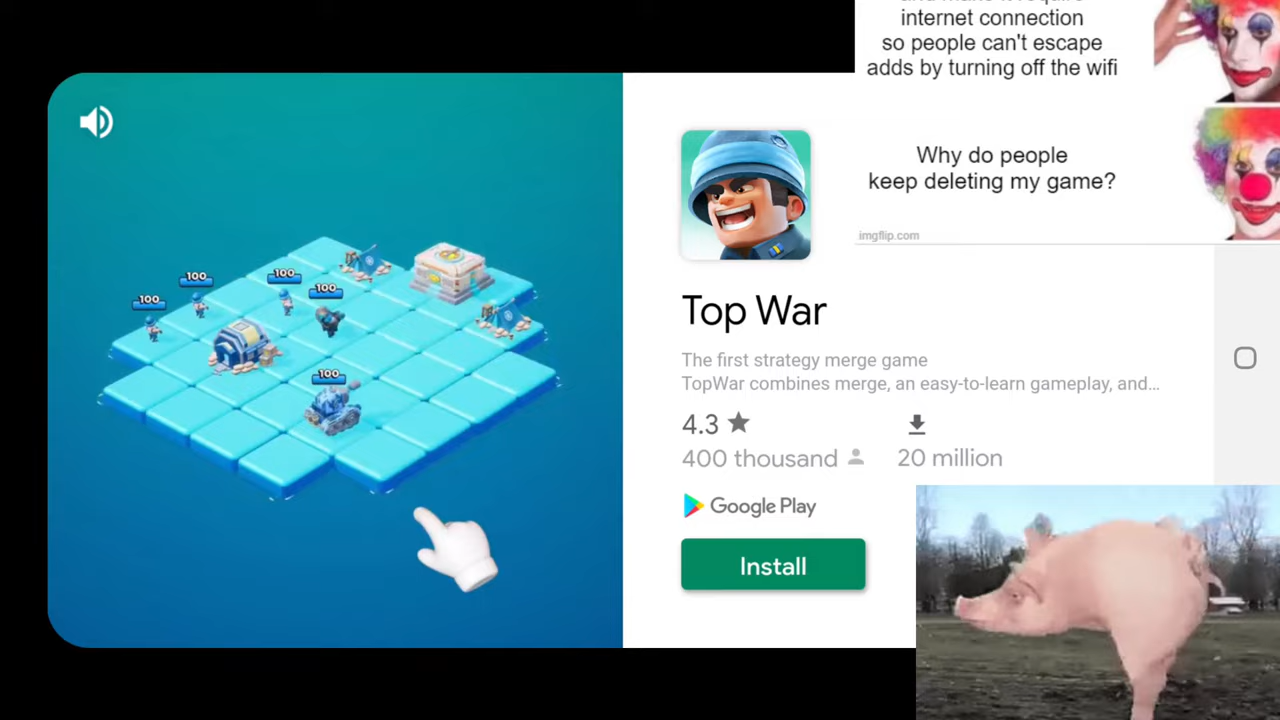 internet connection
so people can't escape
adds by turning off the wifi
Why do people
keep deleting my game?
imgflip.com
100
100
100
100
100
Top War
The first strategy merge game
TopWar combines merge, an easy-to-learn gameplay, and...
4.3
400 thousand
20 million
Google Play
Install